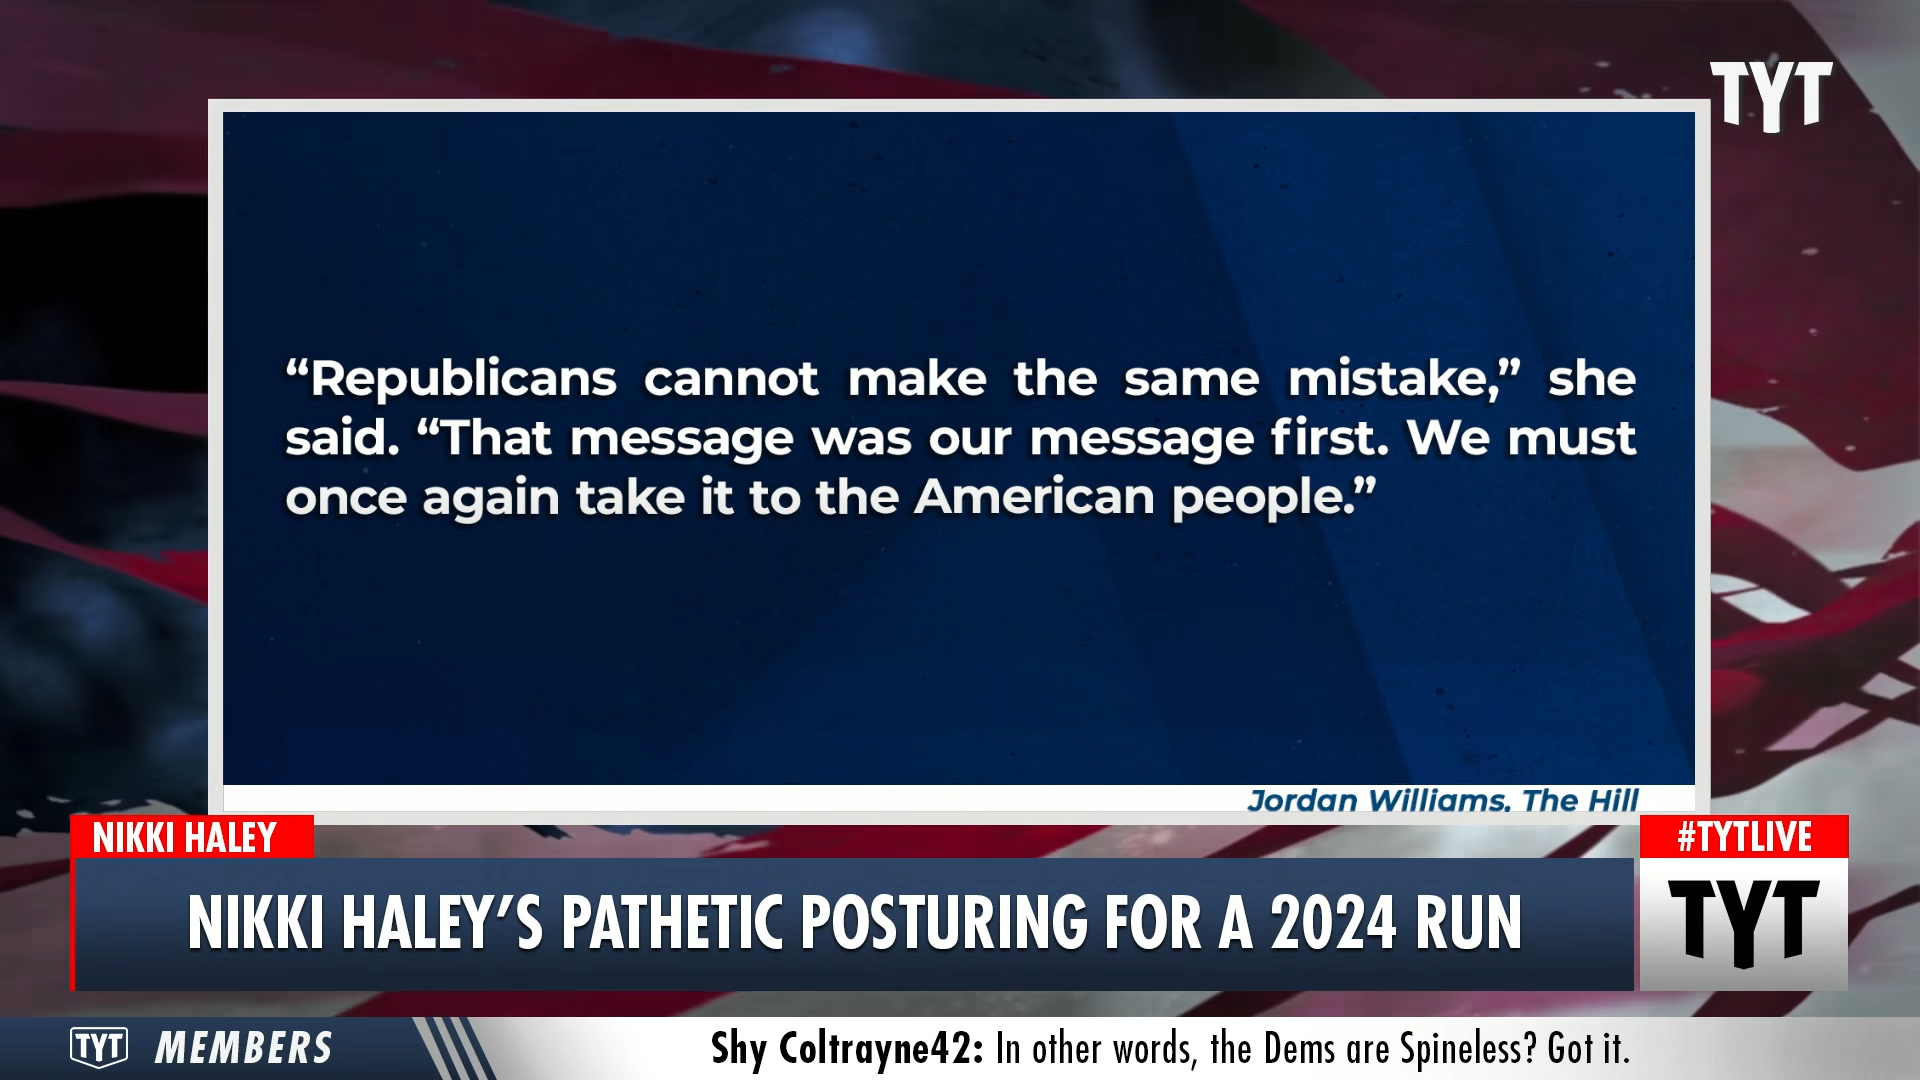 TYT
“Republicans cannot make the same mistake,” she
said. “That message was our message first. We must
once again take it to the American people.”
Jordan Williams, The Hill
NIKKI HALEY
#TYTLIVE
NIKKI HALEY’S PATHETIC POSTURING FOR A 2024 RUN
TYT
TYT MEMBERS
Shy Coltrayne42: In other words, the Dems are Spineless? Got it.